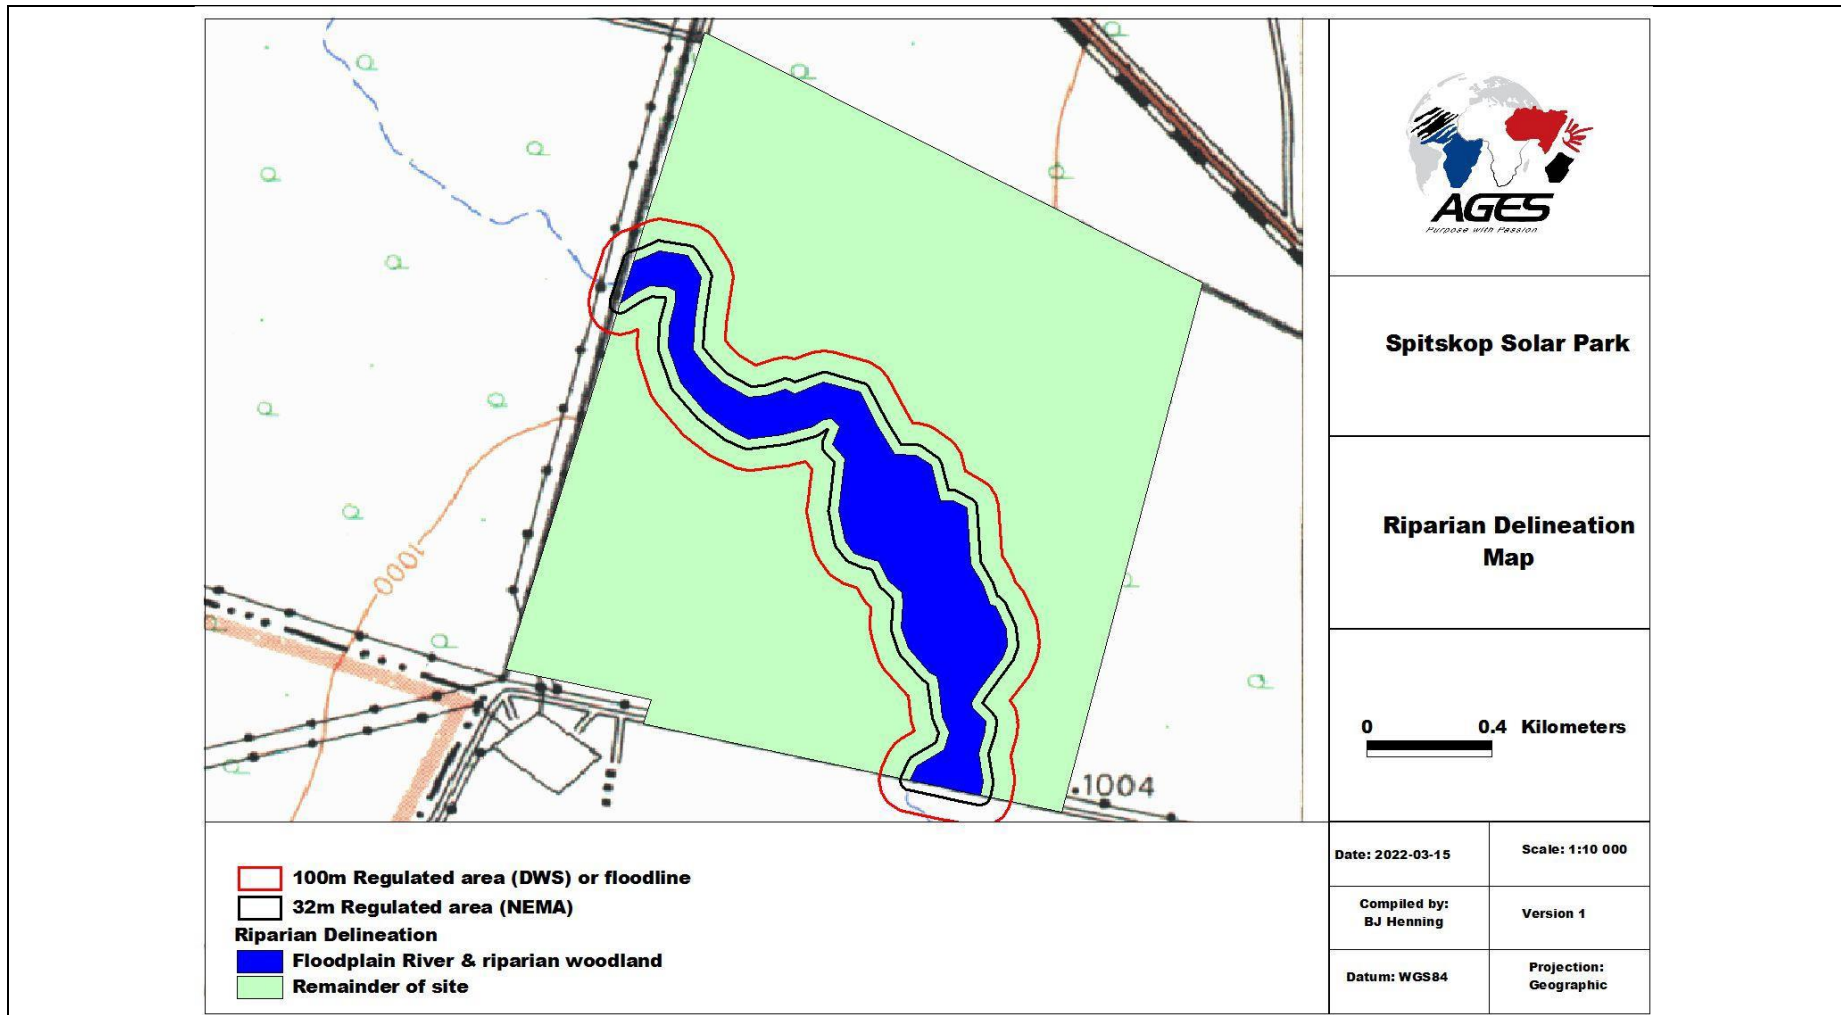 1000
.1004
AGES
Purpose with Passion
Spitskop Solar Park
Riparian Delineation
Map
0 0.4 Kilometers
Date: 2022-03-15
Scale: 1:10 000
Compiled by:
BJ Henning
Version 1
Datum: WGS84
Projection:
Geographic
100m Regulated area (DWS) or floodline
32m Regulated area (NEMA)
Riparian Delineation
Floodplain River & riparian woodland
Remainder of site